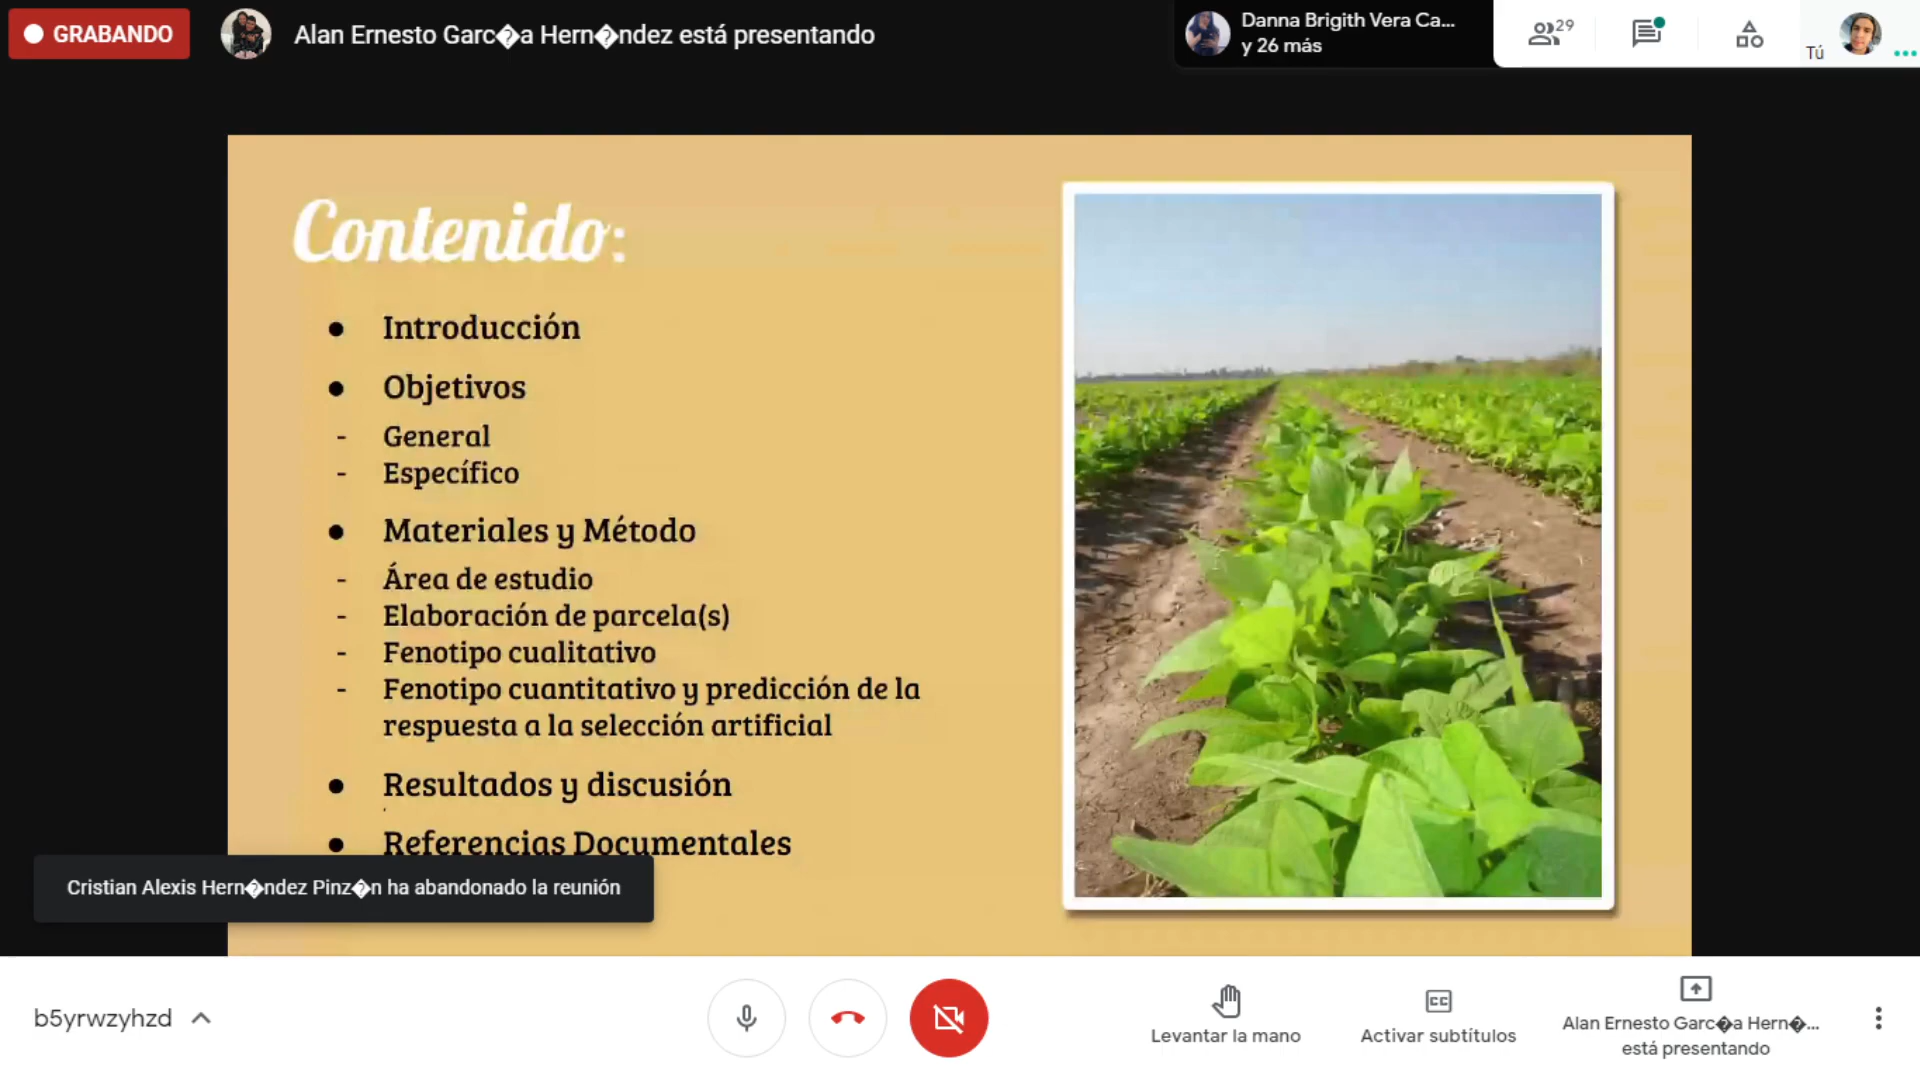 GRABANDO
Alan Ernesto Garc�a Hern�ndez está presentando
Danna Brigith Vera Ca...
y 26 más
29
Tú
Contenido:
● Introducción
● Objetivos
- General
- Específico
● Materiales y Método
- Área de estudio
- Elaboración de parcela(s)
- Fenotipo cualitativo
- Fenotipo cuantitativo y predicción de la
respuesta a la selección artificial
● Resultados y discusión
● Referencias Documentales
Cristian Alexis Hern�ndez Pinz�n ha abandonado la reunión
b5yrwzyhzd
Levantar la mano
CC
Activar subtítulos
Alan Ernesto Garc�a Hern�...
está presentando